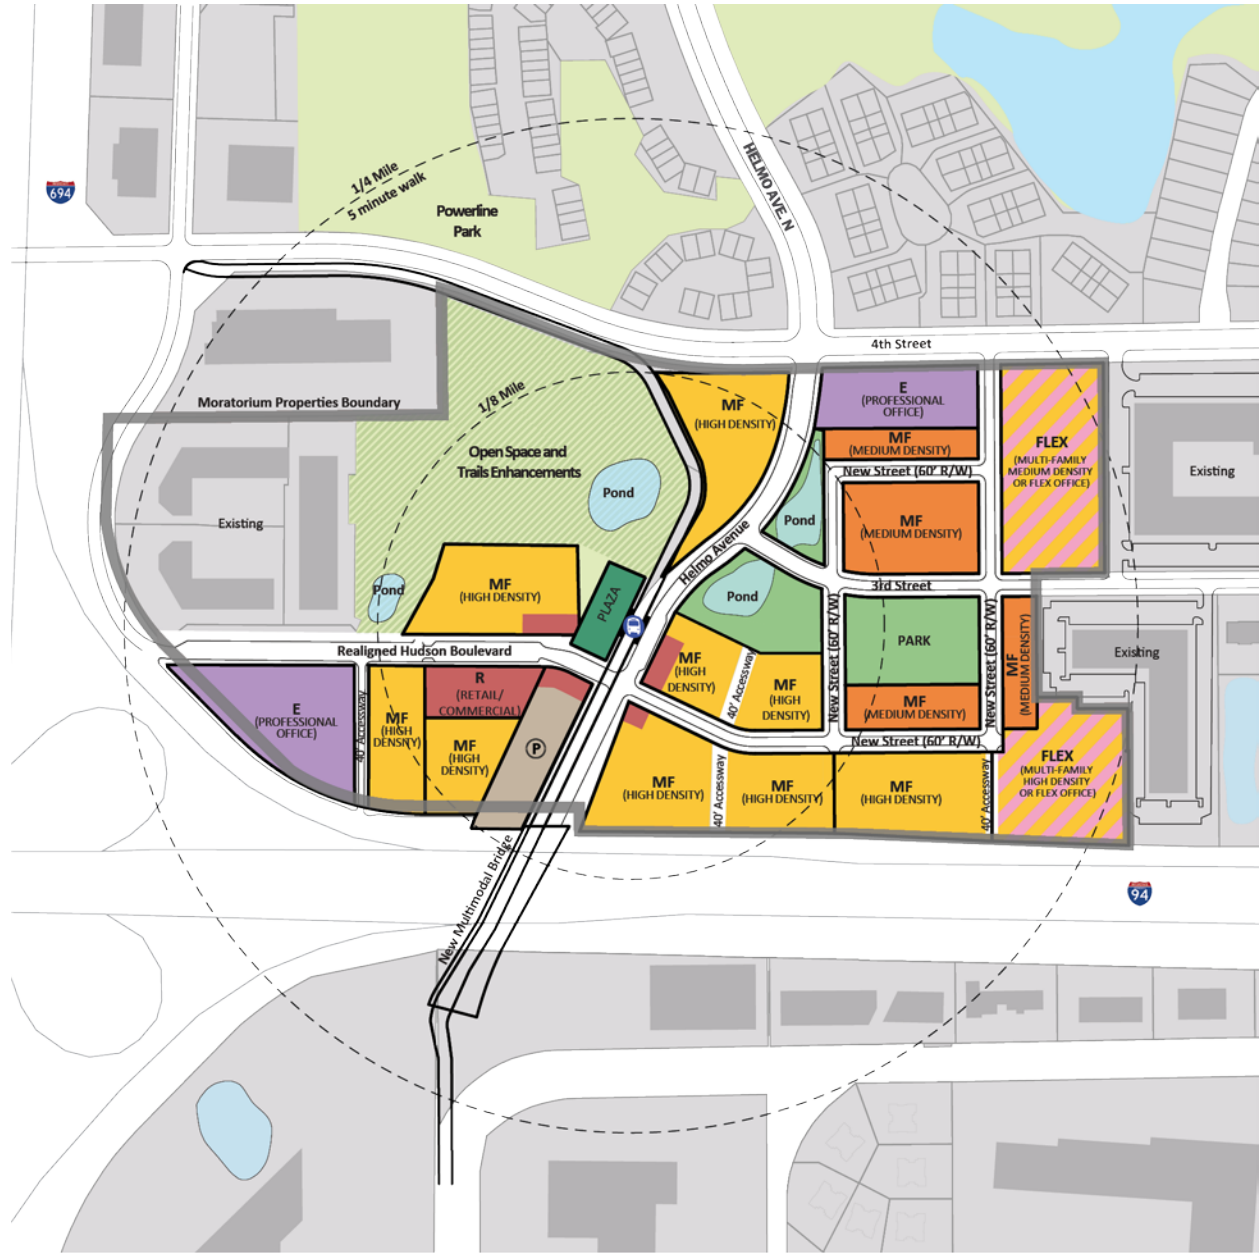 HELMO AVE. N
1/4 Mile
5 minute walk
694
Powerline
Park
4th Street
Moratorium Properties Boundary
1/8 Mile
E
(PROFESSIONAL
OFFICE)
MF
(HIGH DENSITY)
MF
(MEDIUM DENSITY)
FLEX
(MULTI-FAMILY
MEDIUM DENSITY
OR FLEX OFFICE)
Open Space and
Trails Enhancements
New Street (60' R/W)
Existing
Pond
Existing
Pond
MF
(MEDIUM DENSITY)
Helmo Avenue
3rd Street
Pond
MF
(HIGH DENSITY)
PLAZA
Pond
New Street (60' R/W)
PARK
New Street (60' R/W)
MF
(MEDIUM DENSITY)
Existing
Realigned Hudson Boulevard
MF
(HIGH
DENSITY)
40' Accessway
MF
(HIGH
DENSITY)
MF
(MEDIUM DENSITY)
E
(PROFESSIONAL
OFFICE)
40' Accessway
MF
(HIGH
DENSITY)
R
(RETAIL/
COMMERCIAL)
MF
(HIGH
DENSITY)
P
New Street (60' R/W)
MF
(HIGH DENSITY)
40' Accessway
MF
(HIGH DENSITY)
MF
(HIGH DENSITY)
40' Accessway
FLEX
(MULTI-FAMILY
HIGH DENSITY
OR FLEX OFFICE)
New Multimodal Bridge
94